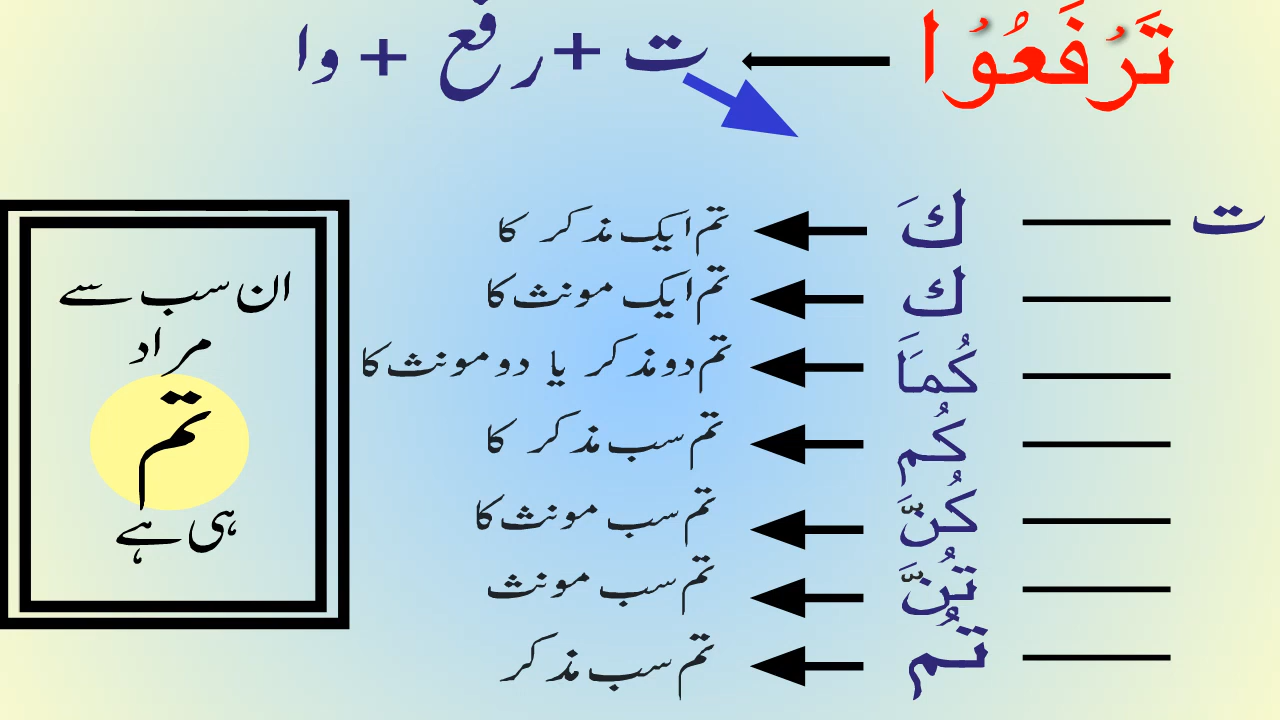 تَرْفَعُوْا ت + رفع + وا
ت كَ تم ایک مذکر کا
ك تم ایک مونث کا
كُمَا تم دو مذکر یا دو مونث کا
كُم تم سب مذکر کا
كُنَّ تم سب مونث کا
تُنَّ تم سب مونث
تُم تم سب مذکر
ان سب سے
مراد
تم
ہی ہے